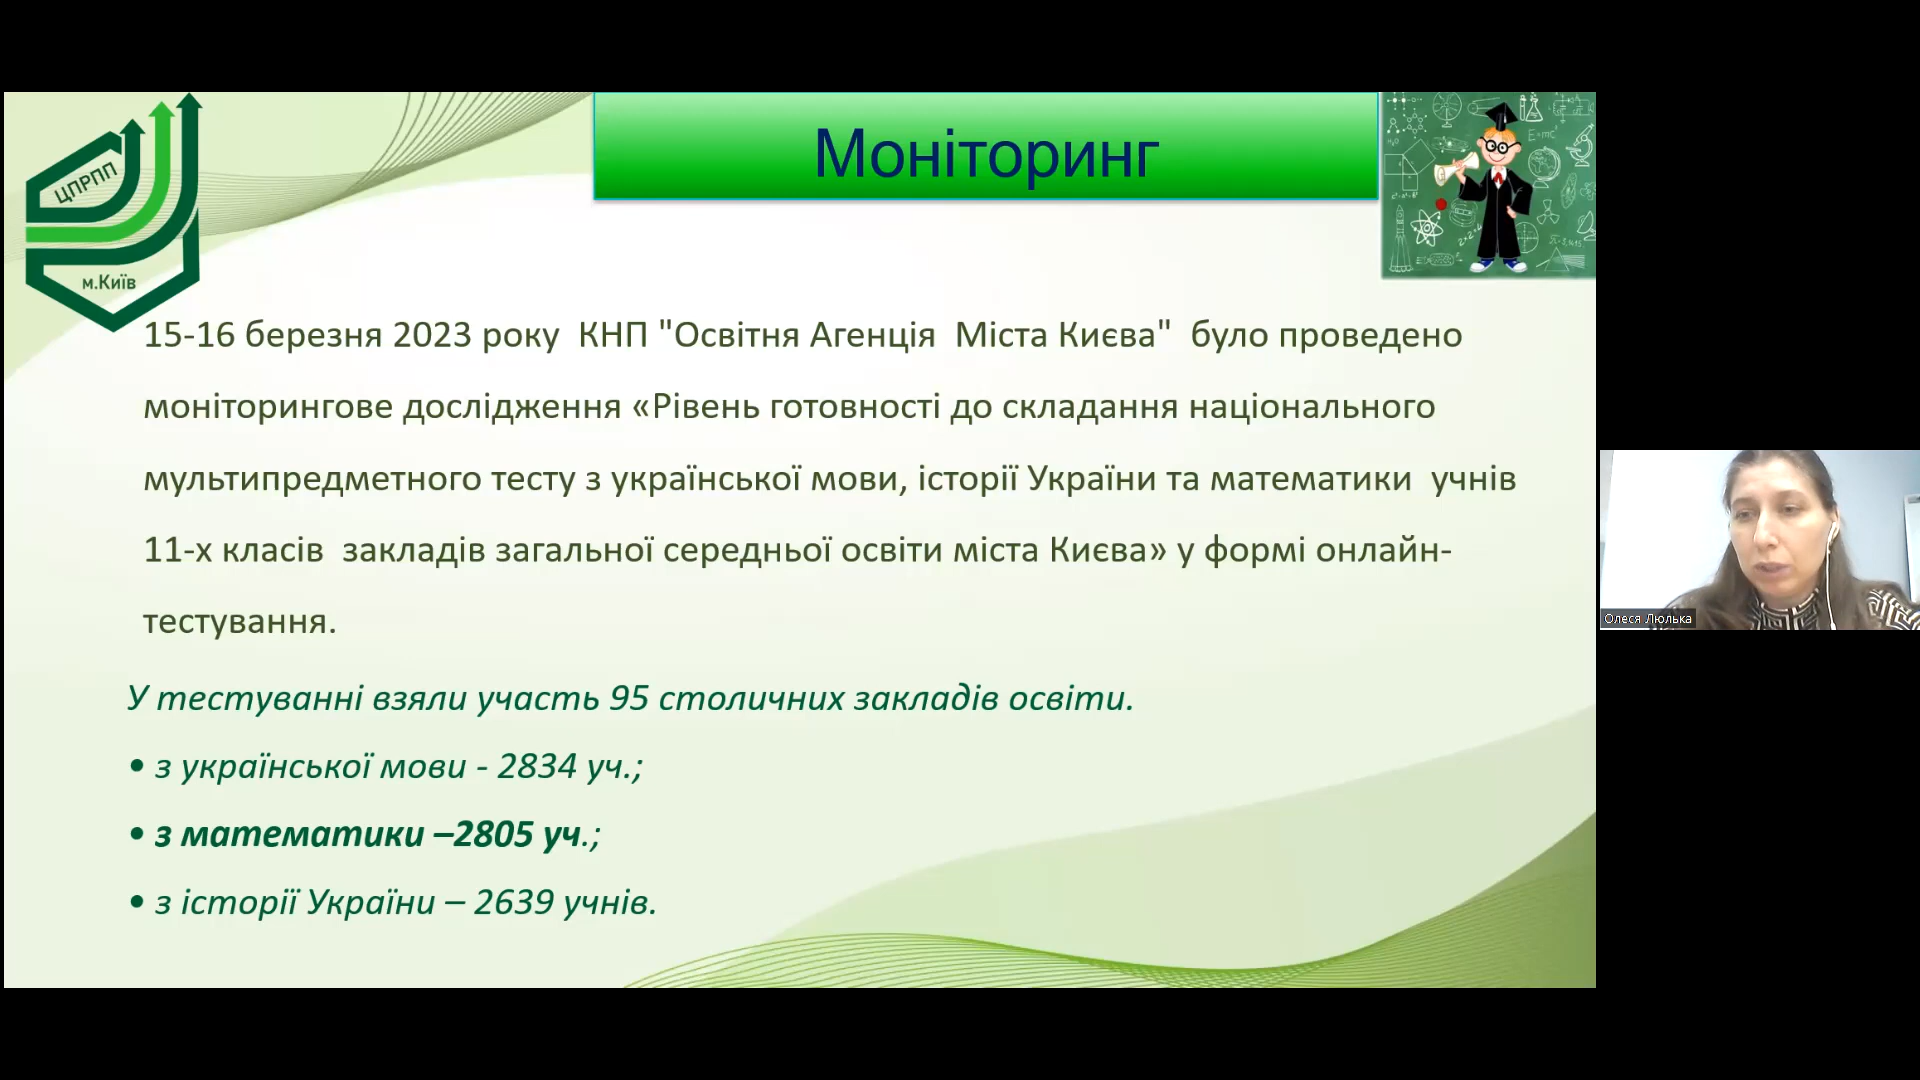 Моніторинг
ЦПРПП
м.Київ
E=mc²
15-16 березня 2023 року  КНП "Освітня Агенція  Міста Києва"  було проведено
моніторингове дослідження «Рівень готовності до складання національного
мультипредметного тесту з української мови, історії України та математики  учнів
11-х класів  закладів загальної середньої освіти міста Києва» у формі онлайн-
тестування.
У тестуванні взяли участь 95 столичних закладів освіти.
• з української мови - 2834 уч.;
• з математики –2805 уч.;
• з історії України – 2639 учнів.
Олеся Люлька